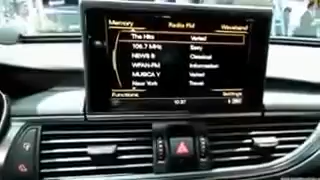 Memory Radio FM Waveband
The Hits Varied
106.7 MHz Easy
NEWS 8 Classical
WPAN-FM Information
MUSICA Y Varied
New York Travel
Functions Settings
10:37